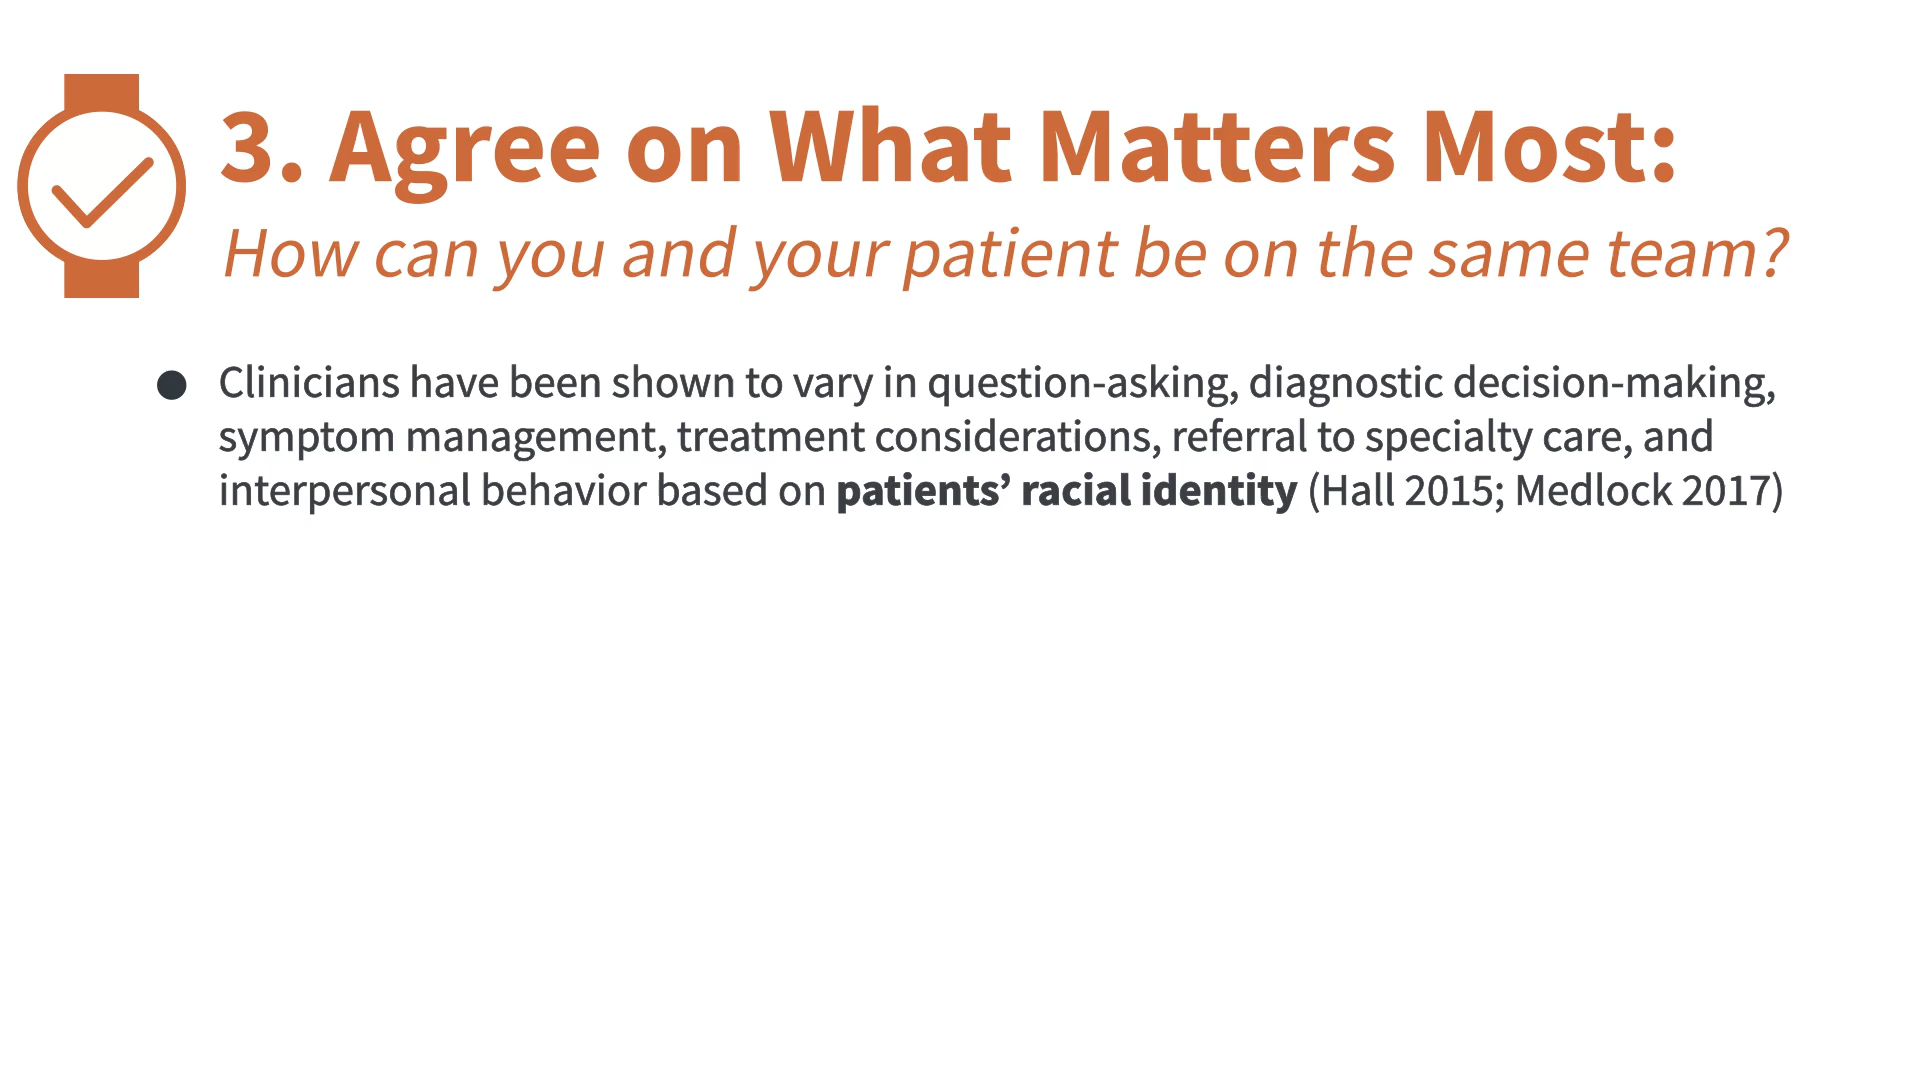 3. Agree on What Matters Most:
How can you and your patient be on the same team?
● Clinicians have been shown to vary in question-asking, diagnostic decision-making,
symptom management, treatment considerations, referral to specialty care, and
interpersonal behavior based on patients’ racial identity (Hall 2015; Medlock 2017)